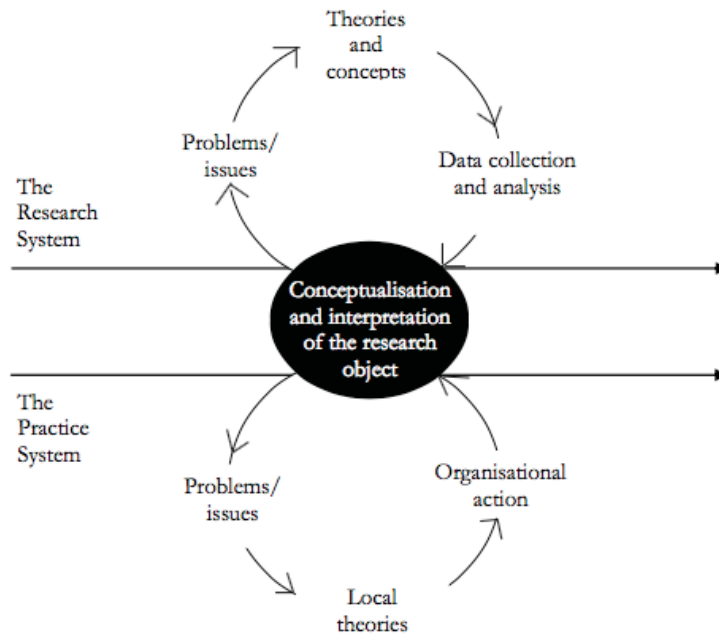 Theories
and
concepts
Problems/
issues
Data collection
and analysis
The
Research
System
Conceptualisation
and interpretation
of the research
object
The
Practice
System
Problems/
issues
Organisational
action
Local
theories